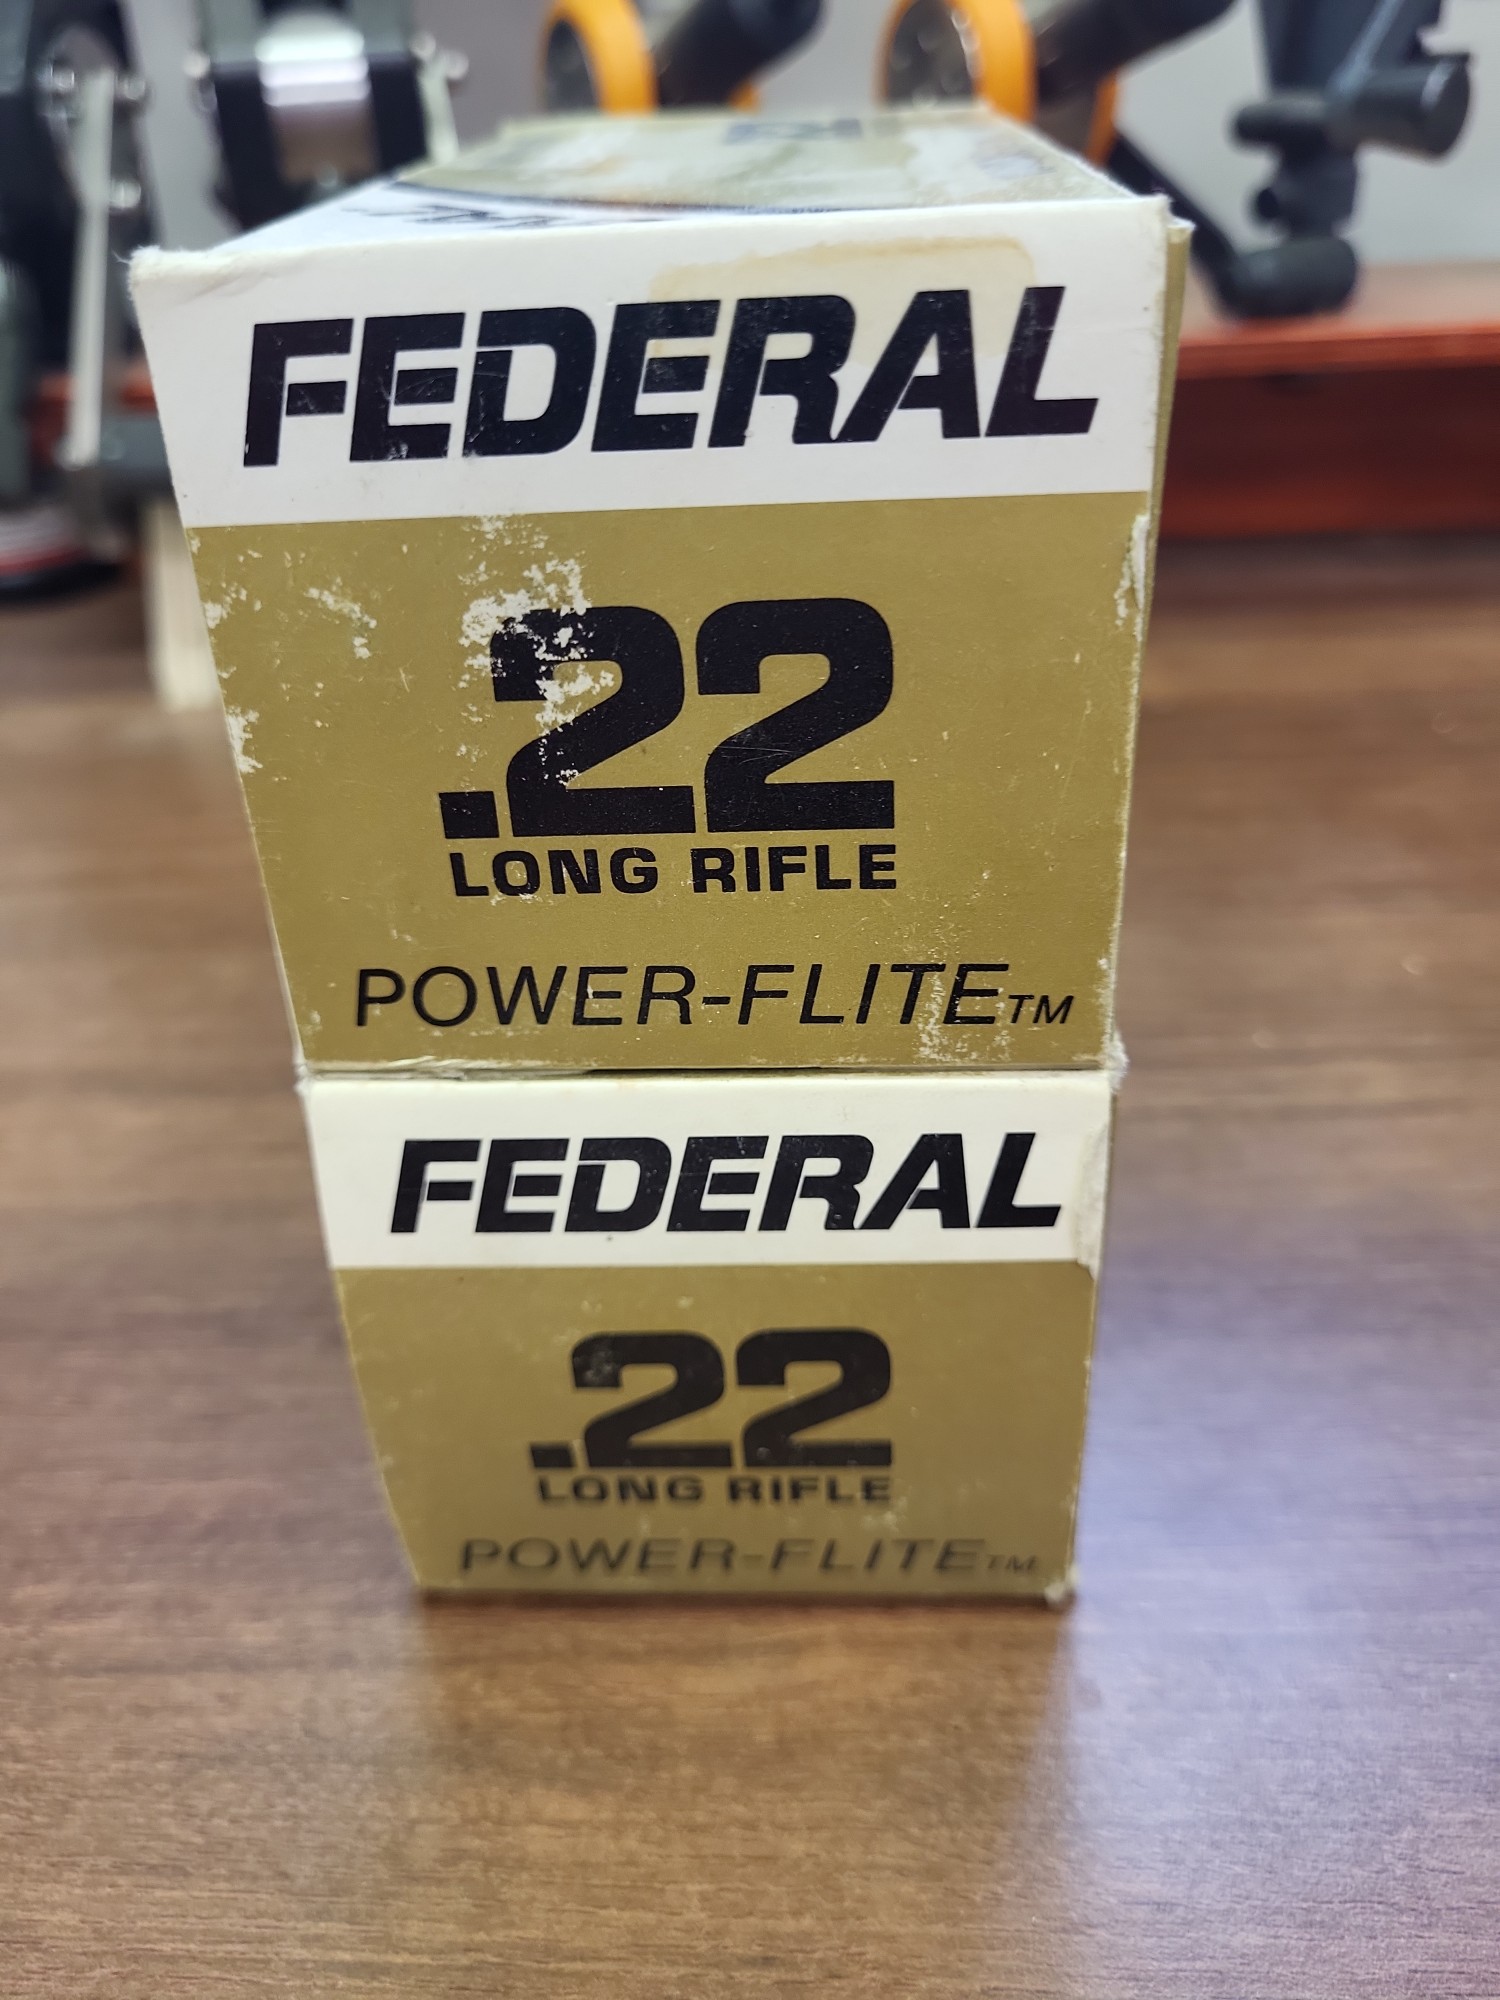 FEDERAL
.22
LONG RIFLE
POWER-FLITE™
FEDERAL
.22
LONG RIFLE
POWER-FLITE™